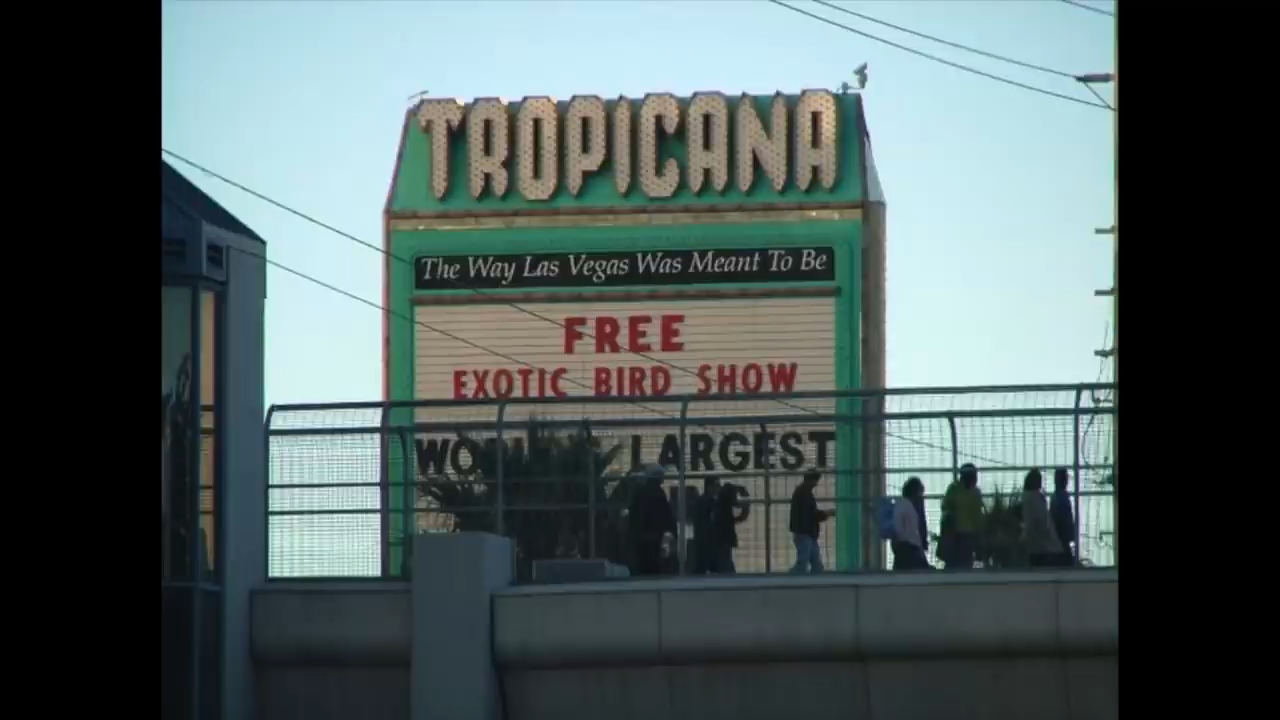 TROPICANA
The Way Las Vegas Was Meant To Be
FREE
EXOTIC BIRD SHOW
LARGEST